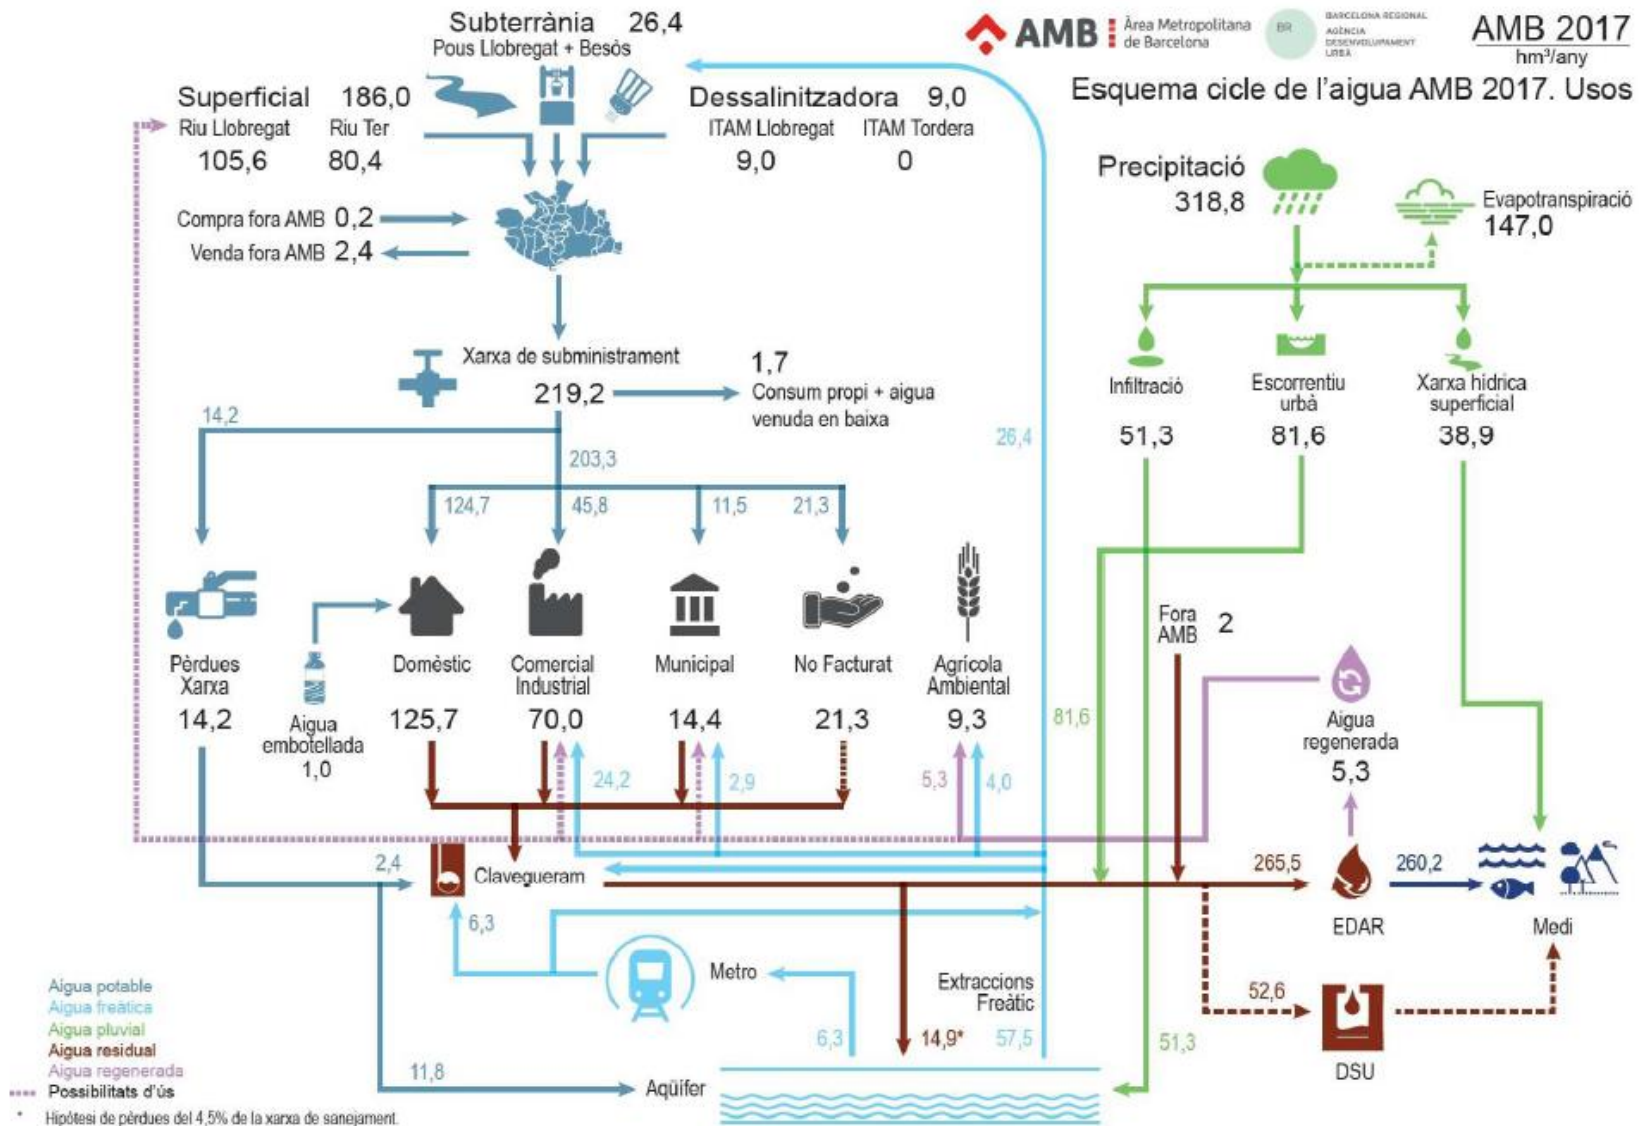 Subterrània 26,4
Pous Llobregat + Besòs
AMB Àrea Metropolitana
de Barcelona
BR
BARCELONA REGIONAL
AGÈNCIA
DESENVOLUPAMENT
URBÀ
AMB 2017
hm³/any
Esquema cicle de l'aigua AMB 2017. Usos
Superficial 186,0
Riu Llobregat Riu Ter
105,6 80,4
Dessalinitzadora 9,0
ITAM Llobregat ITAM Tordera
9,0 0
Compra fora AMB 0,2
Venda fora AMB 2,4
Precipitació
318,8
Evapotranspiració
147,0
Xarxa de subministrament
219,2
1,7
Consum propi + aigua
venuda en baixa
Infiltració
51,3
Escorrentiu
urbà
81,6
Xarxa hídrica
superficial
38,9
14,2
203,3
26,4
124,7 45,8 11,5 21,3
Pèrdues
Xarxa
14,2
Aigua
embotellada
1,0
Domèstic
125,7
Comercial
Industrial
70,0
Municipal
14,4
No Facturat
21,3
Agrícola
Ambiental
9,3
81,6
Fora
AMB 2
Aigua
regenerada
5,3
24,2 2,9 5,3 4,0
2,4
Clavegueram
265,5
EDAR
260,2
Medi
6,3
Metro
6,3
14,9*
Extraccions
Freàtic
57,5
51,3
52,6
DSU
11,8
Aqüífer
Aigua potable
Aigua freàtica
Aigua pluvial
Aigua residual
Aigua regenerada
Possibilitats d'ús
* Hipòtesi de pèrdues del 4,5% de la xarxa de sanejament.